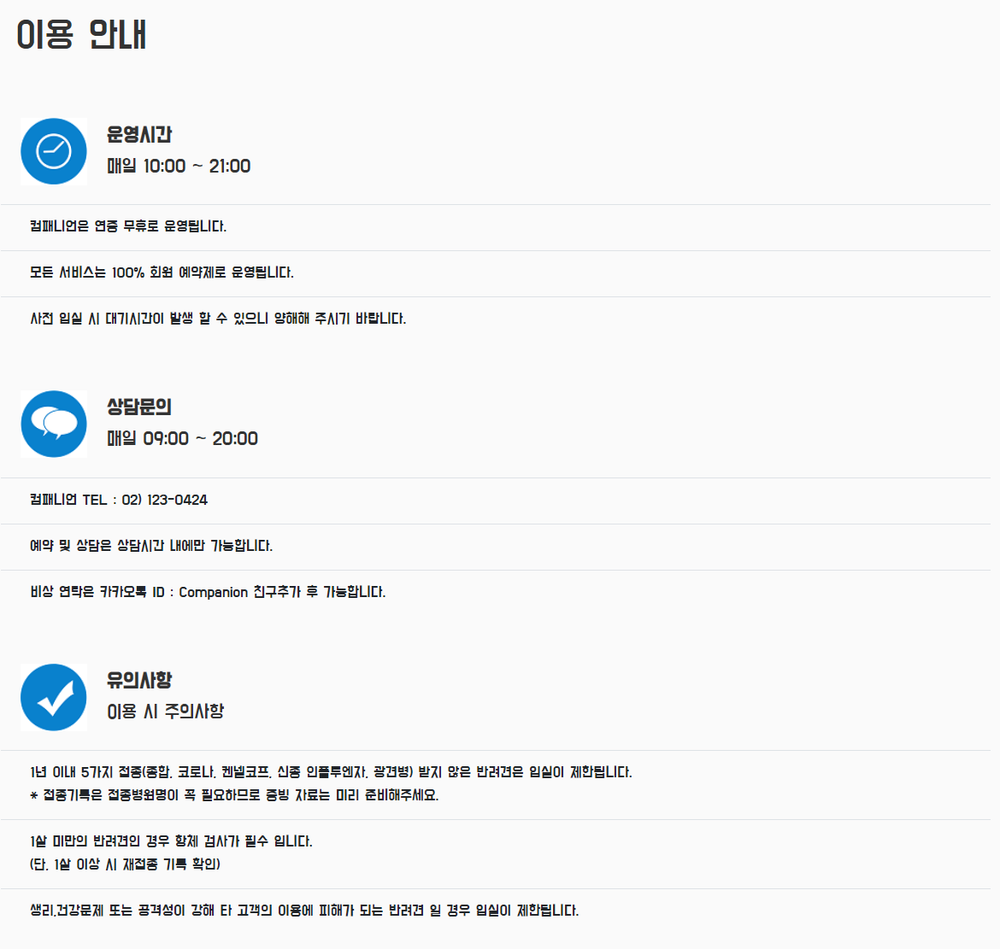 이용 안내
운영시간
매일 10:00 ~ 21:00
컴패니언은 연중 무휴로 운영됩니다.
모든 서비스는 100% 회원 예약제로 운영됩니다.
사전 입실 시 대기시간이 발생 할 수 있으니 양해해 주시기 바랍니다.
상담문의
매일 09:00 ~ 20:00
컴패니언 TEL : 02) 123-0424
예약 및 상담은 상담시간 내에만 가능합니다.
비상 연락은 카카오톡 ID : Companion 친구추가 후 가능합니다.
유의사항
이용 시 주의사항
1년 이내 5가지 접종(종합, 코로나, 켄넬코프, 신종 인플루엔자, 광견병) 받지 않은 반려견은 입실이 제한됩니다.
* 접종기록은 접종병원명이 꼭 필요하므로 증빙 자료는 미리 준비해주세요.
1살 미만의 반려견인 경우 항체 검사가 필수 입니다.
(단, 1살 이상 시 재접종 기록 확인)
생리,건강문제 또는 공격성이 강해 타 고객의 이용에 피해가 되는 반려견 일 경우 입실이 제한됩니다.